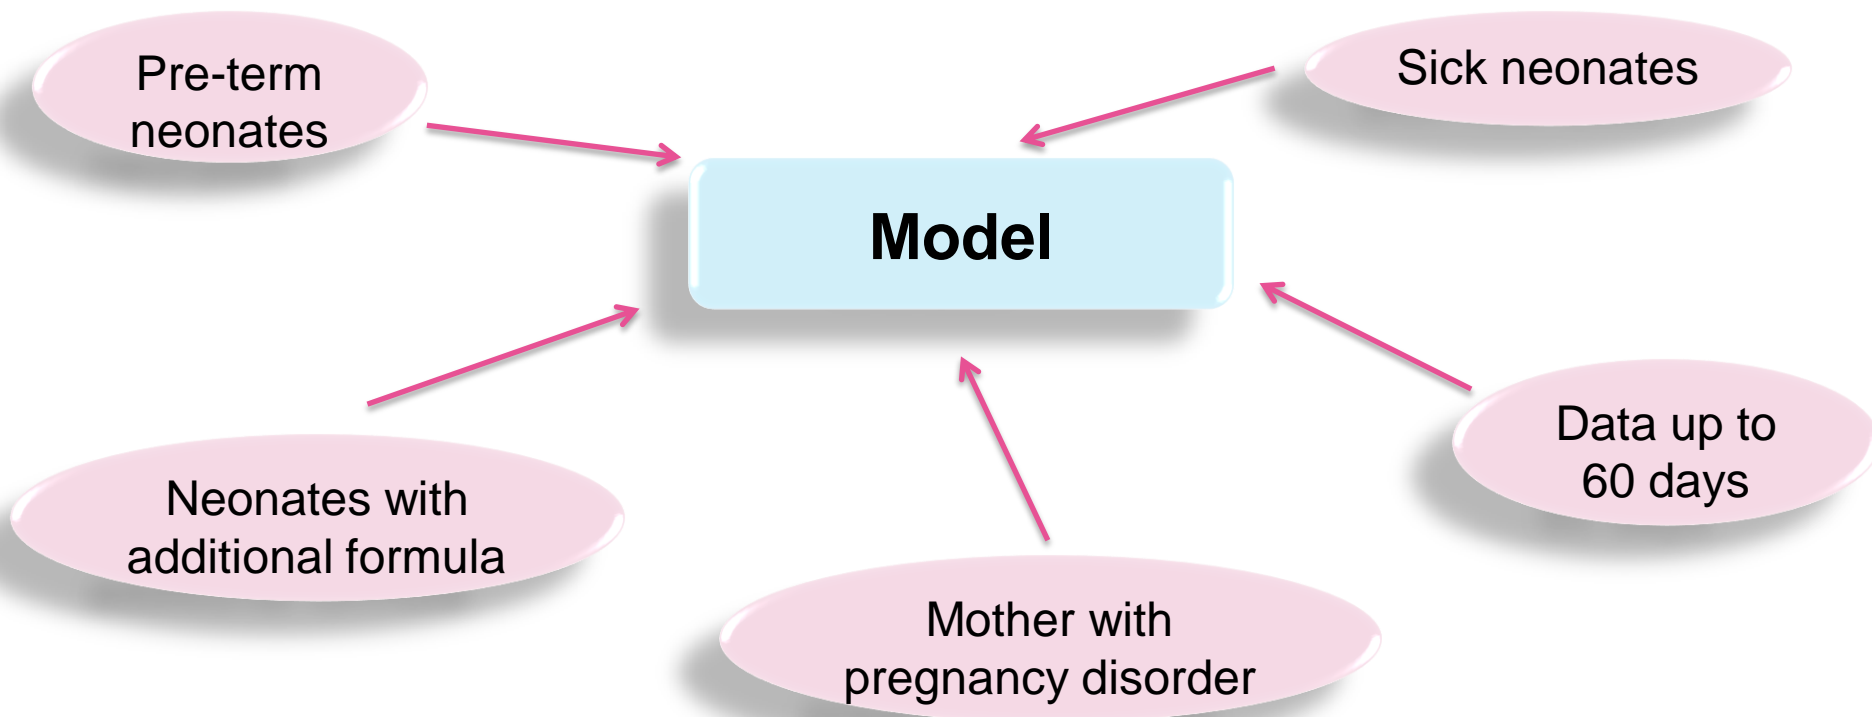 Pre-term
neonates
Sick neonates
Model
Data up to
60 days
Neonates with
additional formula
Mother with
pregnancy disorder